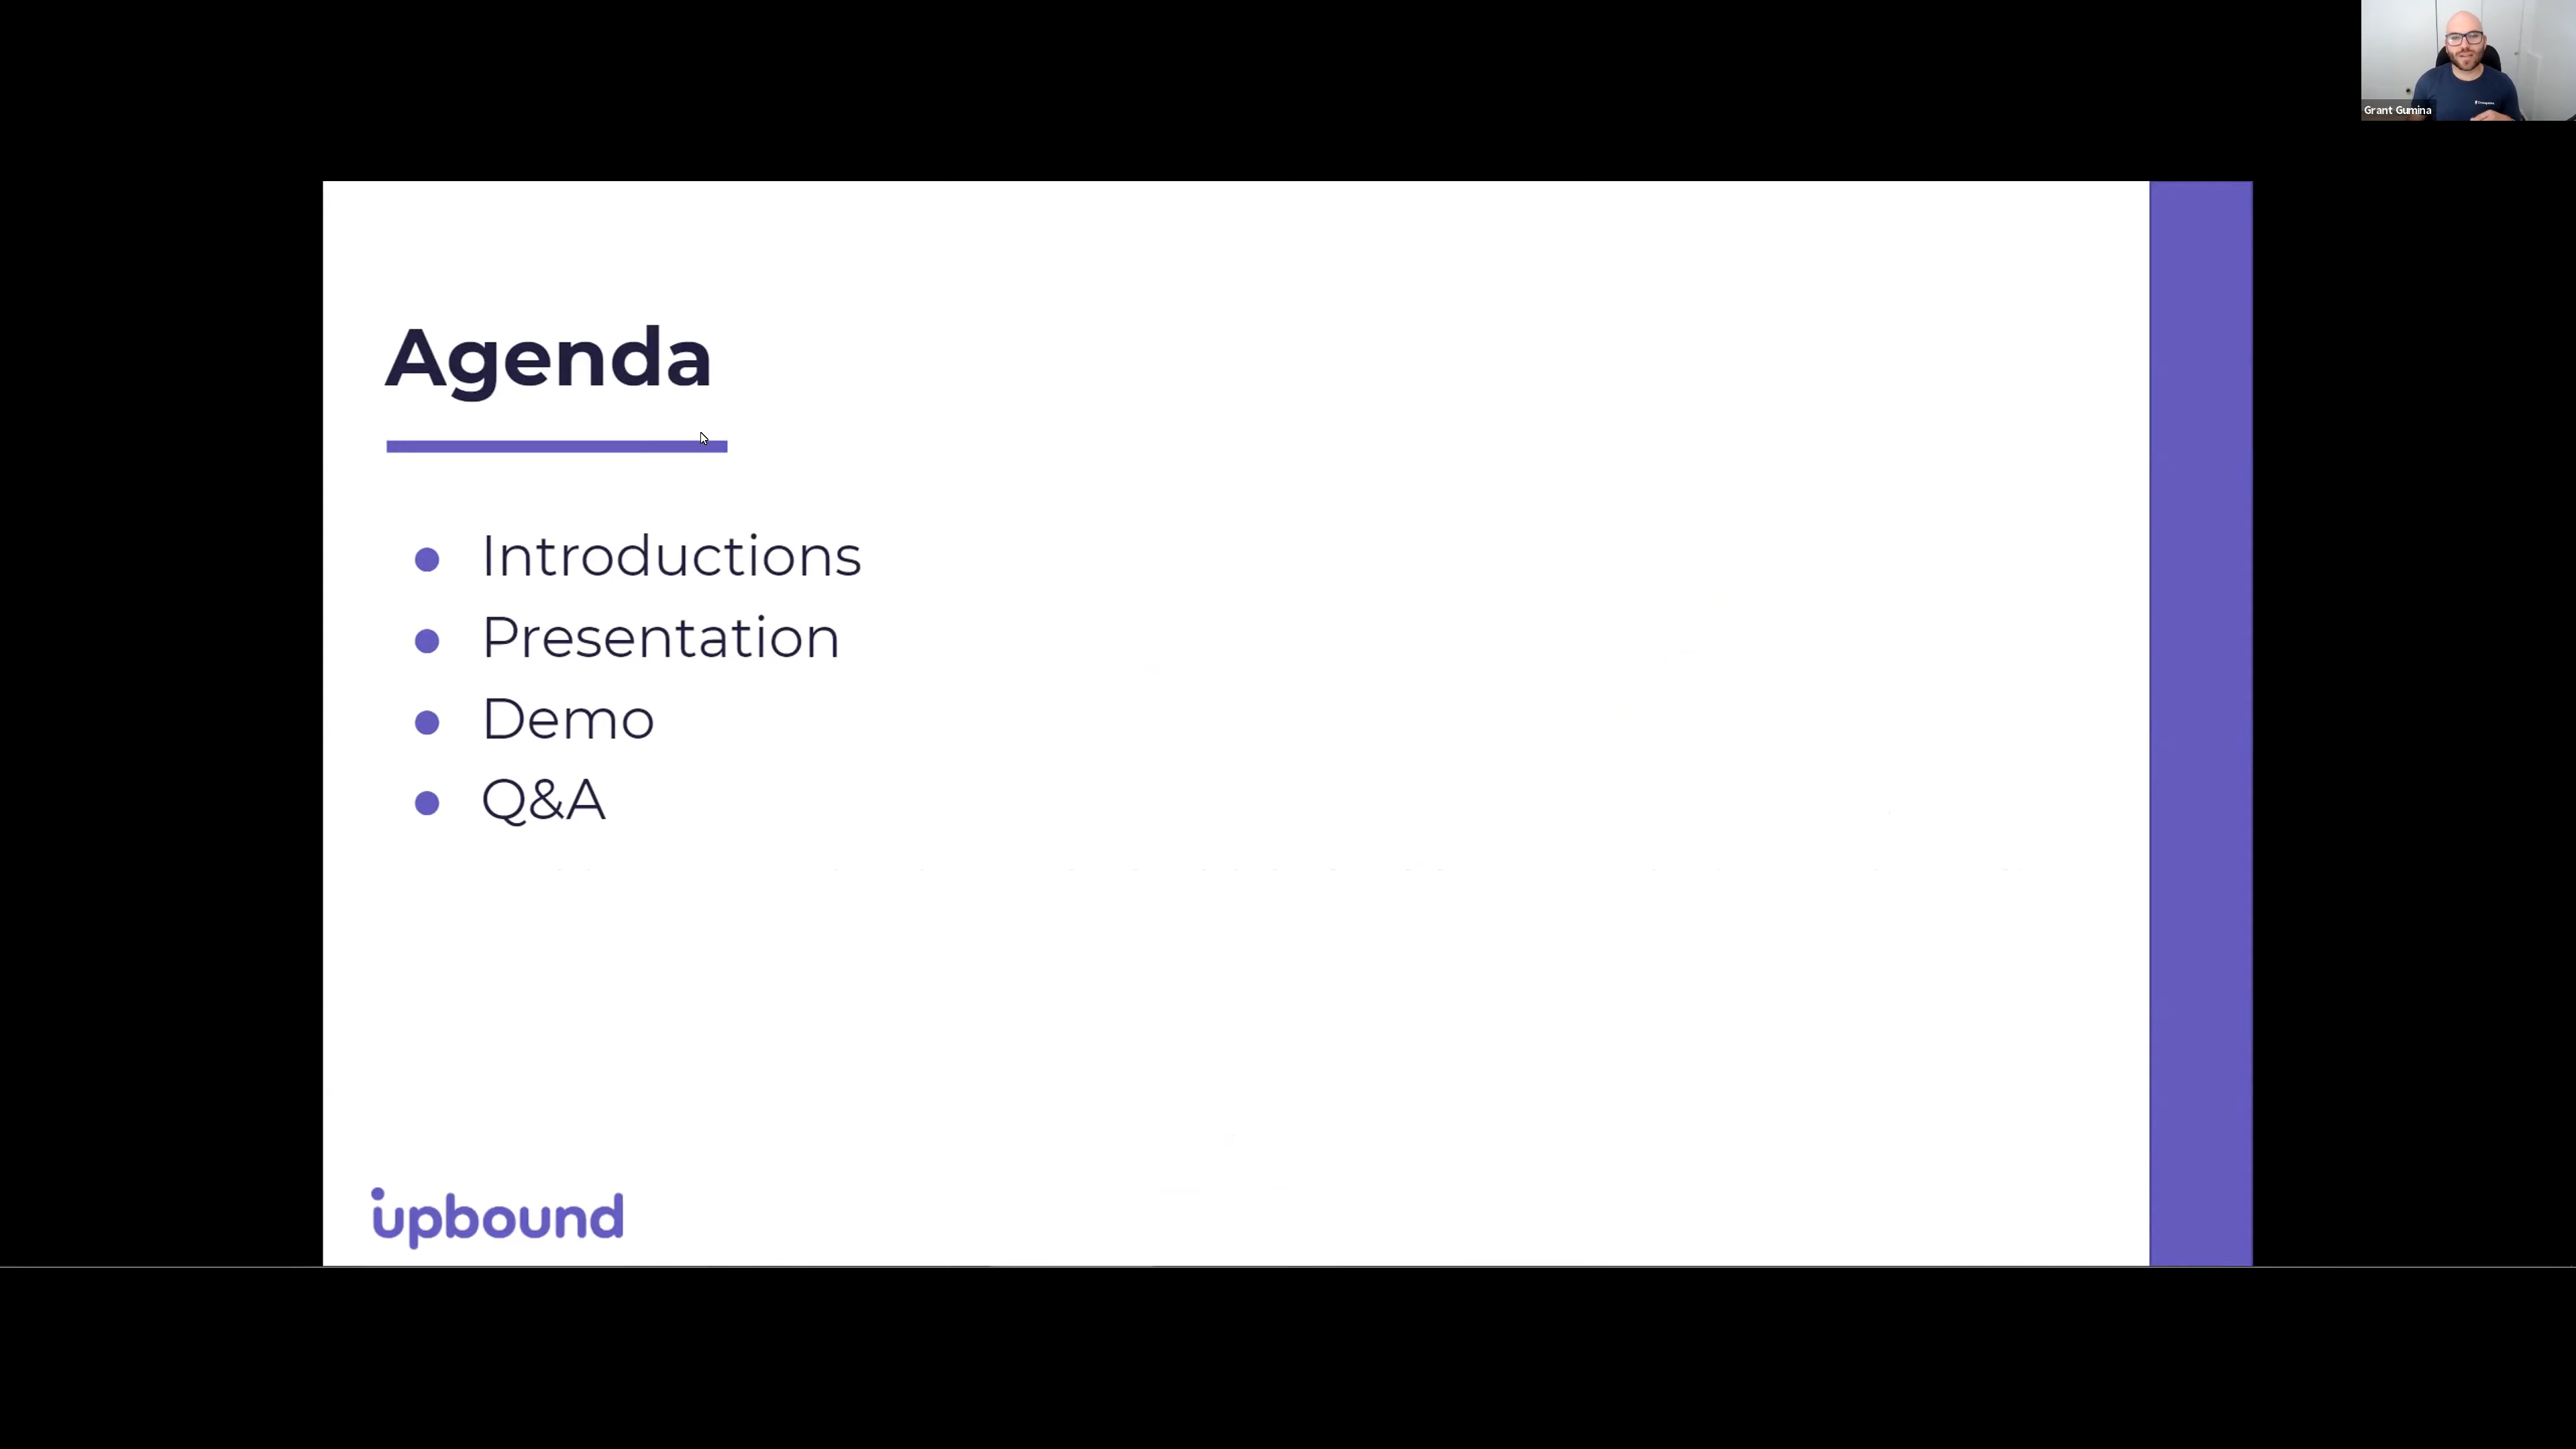 Grant Gumina
Agenda
Introductions
Presentation
Demo
Q&A
upbound